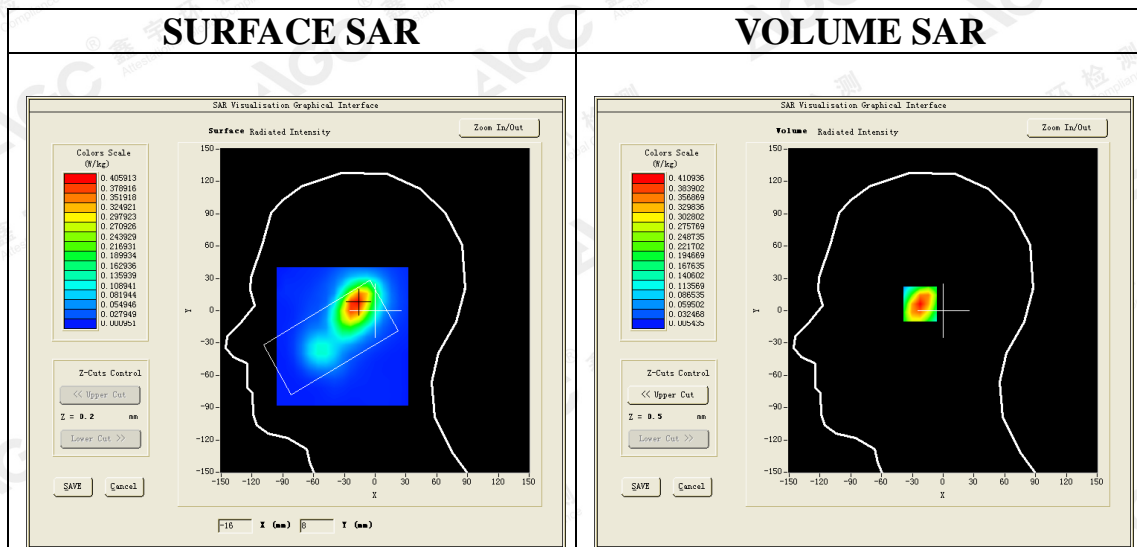 SURFACE SAR
VOLUME SAR
SAR Visualisation Graphical Interface
Surface Radiated Intensity
Zoom In/Out
Colors Scale
(W/kg)
0.405913
0.378916
0.351918
0.324921
0.297923
0.270926
0.243929
0.216931
0.189934
0.162936
0.135939
0.108941
0.081944
0.054946
0.027949
0.000951
150
120
90
60
30
0
-30
-60
-90
-120
-150
Y
-150 -120 -90 -60 -30 0 30 60 90 120 150
X
Z-Cuts Control
<< Upper Cut
Z = 0.2 mm
Lower Cut >>
SAVE
Cancel
-16 X (mm) 8 Y (mm)
SAR Visualisation Graphical Interface
Volume Radiated Intensity
Zoom In/Out
Colors Scale
(W/kg)
0.410936
0.383902
0.356869
0.329836
0.302802
0.275769
0.248735
0.221702
0.194669
0.167635
0.140602
0.113569
0.086535
0.059502
0.032468
0.005435
150
120
90
60
30
0
-30
-60
-90
-120
-150
Y
-150 -120 -90 -60 -30 0 30 60 90 120 150
X
Z-Cuts Control
<< Upper Cut
Z = 0.5 mm
Lower Cut >>
SAVE
Cancel